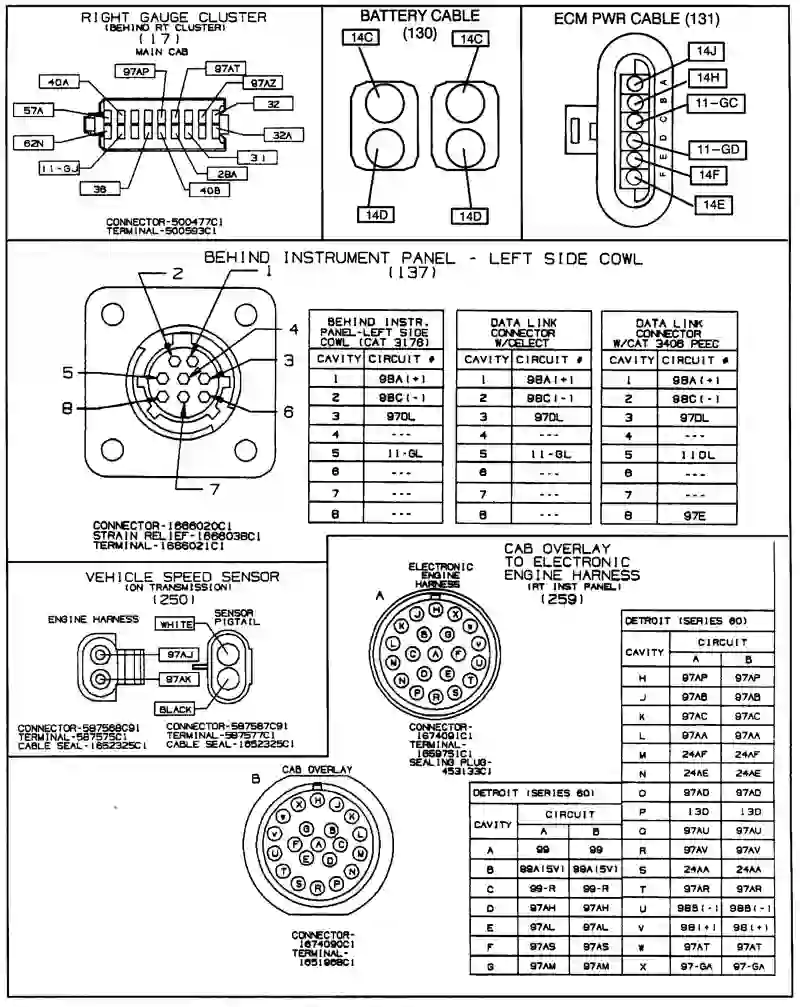 RIGHT GAUGE CLUSTER
(BEHIND RT CLUSTER)
(17)
MAIN CAB
97AP
97AT
40A
97AZ
57A
32
62N
32A
11-GJ
31
36
28A
40B
CONNECTOR-500477C1
TERMINAL-500593C1
BATTERY CABLE
(130)
14C
14C
14D
14D
ECM PWR CABLE (131)
14J
14H
11-GC
11-GD
14F
14E
A
B
C
D
E
F
BEHIND INSTRUMENT PANEL - LEFT SIDE COWL
(137)
2
1
4
3
5
8
6
7
CONNECTOR-1666020C1
STRAIN RELIEF-1666038C1
TERMINAL-1666021C1
BEHIND INSTR.
PANEL-LEFT SIDE
COWL (CAT 3176)
CAVITY CIRCUIT #
1 98A(+)
2 98C(-)
3 97DL
4 ---
5 11-GL
6 ---
7 ---
8 ---
DATA LINK
CONNECTOR
W/CELECT
CAVITY CIRCUIT #
1 98A(+)
2 98C(-)
3 97DL
4 ---
5 11-GL
6 ---
7 ---
8 ---
DATA LINK
CONNECTOR
W/CAT 3406 PEEC
CAVITY CIRCUIT #
1 98A(+)
2 98C(-)
3 97DL
4 ---
5 11GL
6 ---
7 ---
8 97E
VEHICLE SPEED SENSOR
(ON TRANSMISSION)
(250)
ENGINE HARNESS
SENSOR
PIGTAIL
WHITE
97AJ
97AK
BLACK
CONNECTOR-587568C91
TERMINAL-587575C1
CABLE SEAL-1652325C1
CONNECTOR-587567C91
TERMINAL-587577C1
CABLE SEAL-1652325C1
CAB OVERLAY
TO ELECTRONIC
ENGINE HARNESS
(RT INST PANEL)
(259)
ELECTRONIC
ENGINE
HARNESS
A
H
J
X
K
W
B
G
L
V
C
A
F
M
U
D
E
N
T
O
S
P
R
CONNECTOR-
1674091C1
TERMINAL-
1659751C1
SEALING PLUG-
453133C1
B
CAB OVERLAY
H
X
J
W
K
G
B
V
L
F
A
C
U
M
E
D
T
O
S
P
R
CONNECTOR-
1674090C1
TERMINAL-
1651968C1
DETROIT (SERIES 60)
CAVITY CIRCUIT
A B
A 99 99
B 99A(5V) 99A(5V)
C 99-R 99-R
D 97AH 97AH
E 97AL 97AL
F 97AS 97AS
G 97AM 97AM
DETROIT (SERIES 60)
CAVITY CIRCUIT
A B
H 97AP 97AP
J 97AB 97AB
K 97AC 97AC
L 97AA 97AA
M 24AF 24AF
N 24AE 24AE
O 97AD 97AD
P 13D 13D
Q 97AU 97AU
R 97AV 97AV
S 24AA 24AA
T 97AR 97AR
U 98B(-) 98B(-)
V 98(+) 98(+)
W 97AT 97AT
X 97-GA 97-GA